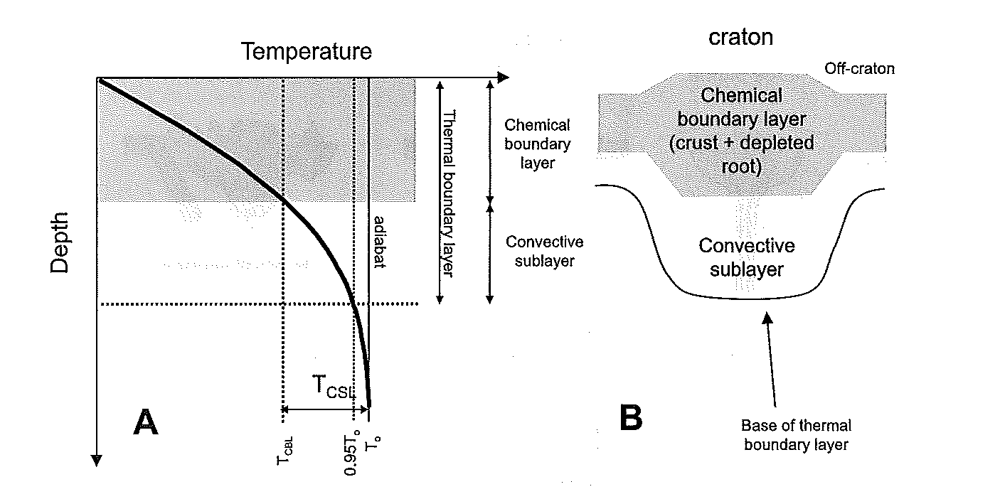 Temperature
Depth
Thermal boundary layer
Chemical
boundary
layer
Convective
sublayer
adiabat
T_CSL
T_CBL
0.95T_o
T_o
A
craton
Off-craton
Chemical
boundary layer
(crust + depleted
root)
Convective
sublayer
B
Base of thermal
boundary layer